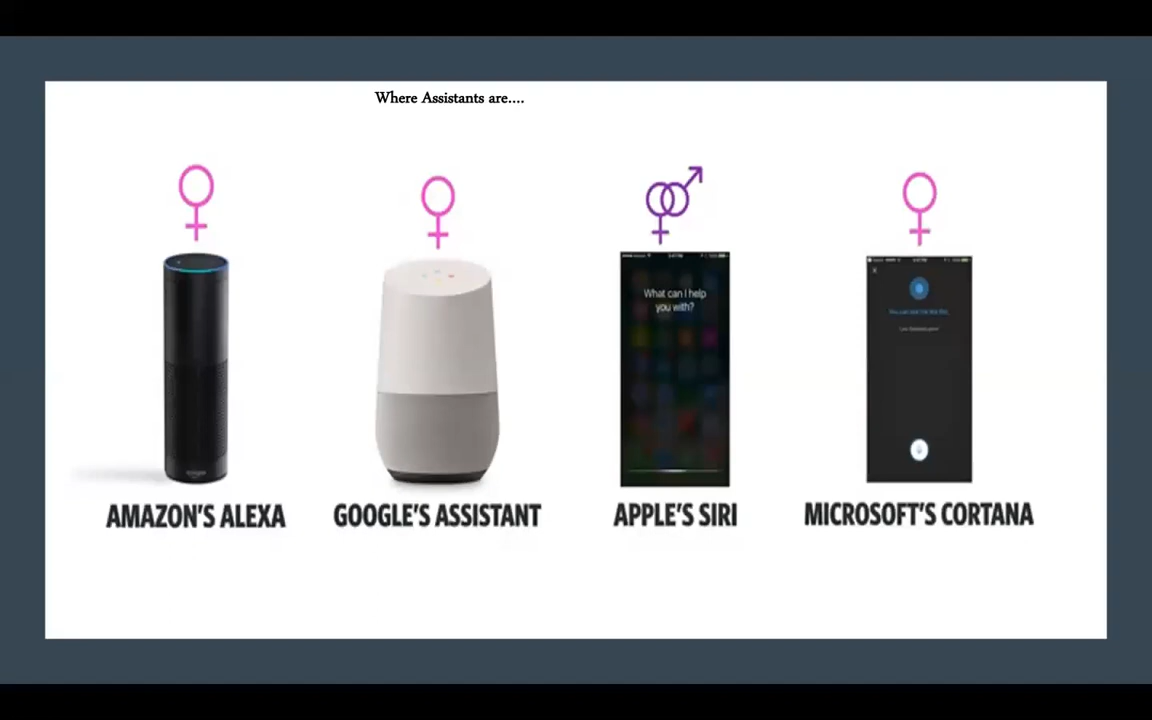 Where Assistants are....
What can I help
you with?
AMAZON'S ALEXA
GOOGLE'S ASSISTANT
APPLE'S SIRI
MICROSOFT'S CORTANA